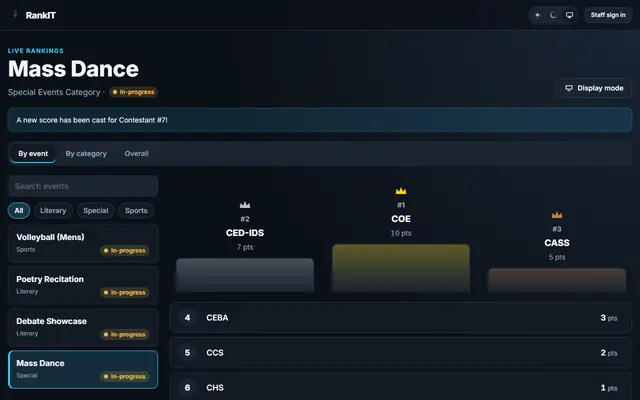 RankIT
Staff sign in
LIVE RANKINGS
Mass Dance
Special Events Category · In-progress
Display mode
A new score has been cast for Contestant #7!
By event
By category
Overall
Search events
All
Literary
Special
Sports
Volleyball (Mens)
Sports
In-progress
Poetry Recitation
Literary
In-progress
Debate Showcase
Literary
In-progress
Mass Dance
Special
In-progress
#2
CED-IDS
7 pts
#1
COE
10 pts
#3
CASS
5 pts
4 CEBA 3 pts
5 CCS 2 pts
6 CHS 1 pts